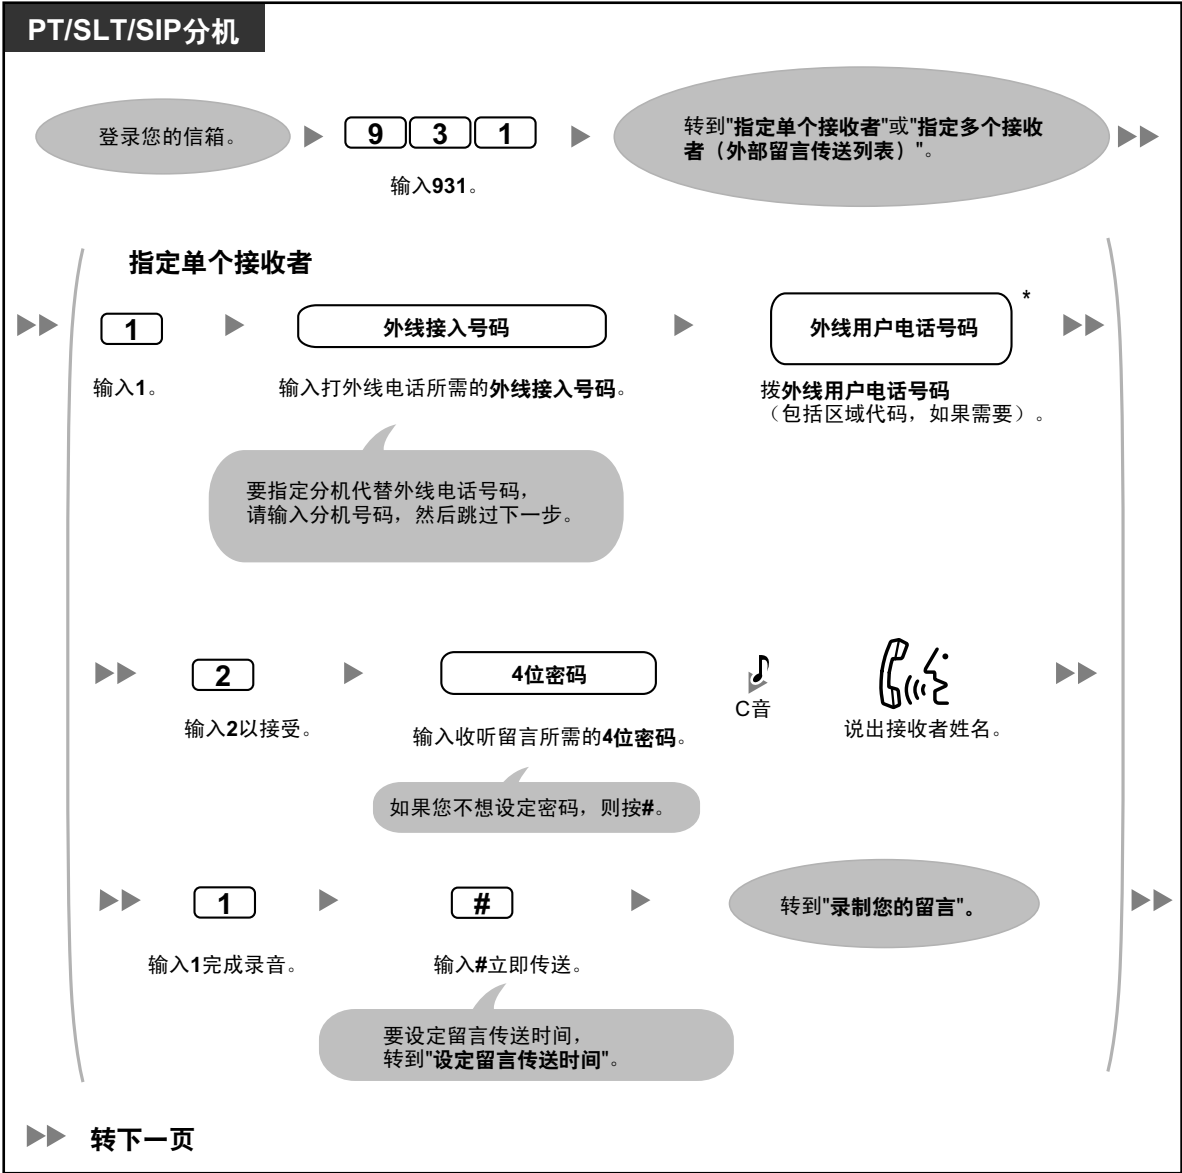 PT/SLT/SIP分机
登录您的信箱。
9 3 1
输入931。
转到"指定单个接收者"或"指定多个接收
者（外部留言传送列表）"。
指定单个接收者
1
输入1。
外线接入号码
输入打外线电话所需的外线接入号码。
外线用户电话号码
*
拨外线用户电话号码
（包括区域代码，如果需要）。
要指定分机代替外线电话号码，
请输入分机号码，然后跳过下一步。
2
输入2以接受。
4位密码
输入收听留言所需的4位密码。
C音
说出接收者姓名。
如果您不想设定密码，则按#。
1
输入1完成录音。
#
输入#立即传送。
转到"录制您的留言"。
要设定留言传送时间，
转到"设定留言传送时间"。
转下一页